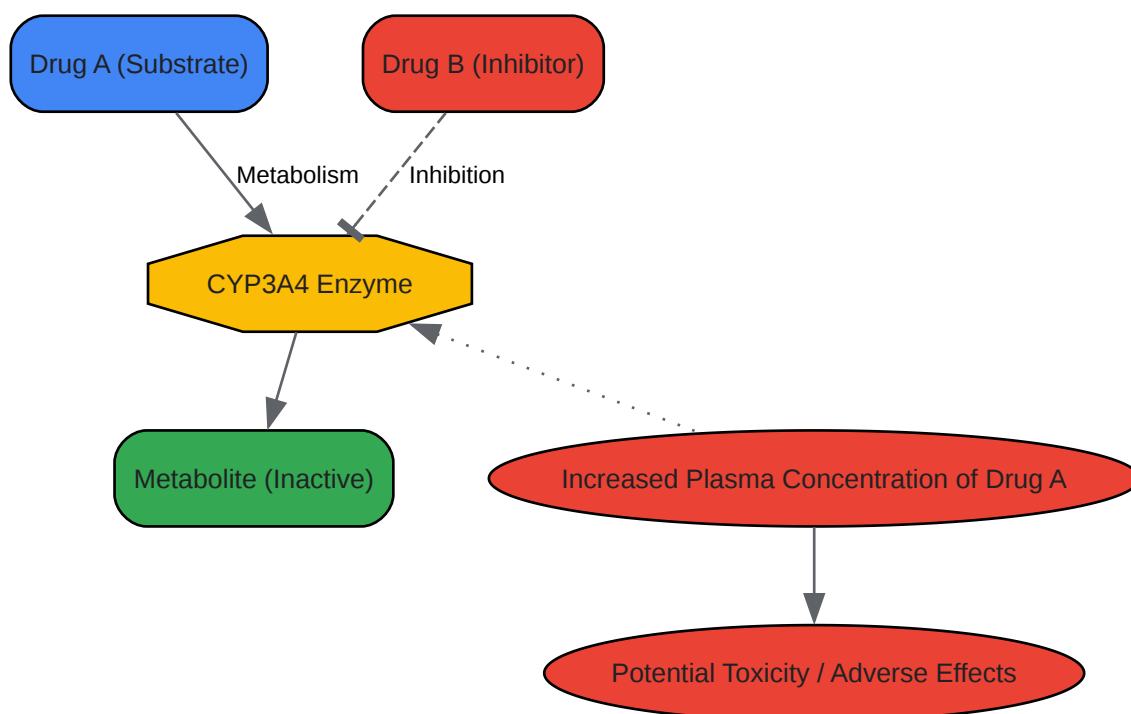 Drug A (Substrate)
Drug B (Inhibitor)
Metabolism
Inhibition
CYP3A4 Enzyme
Metabolite (Inactive)
Increased Plasma Concentration of Drug A
Potential Toxicity / Adverse Effects